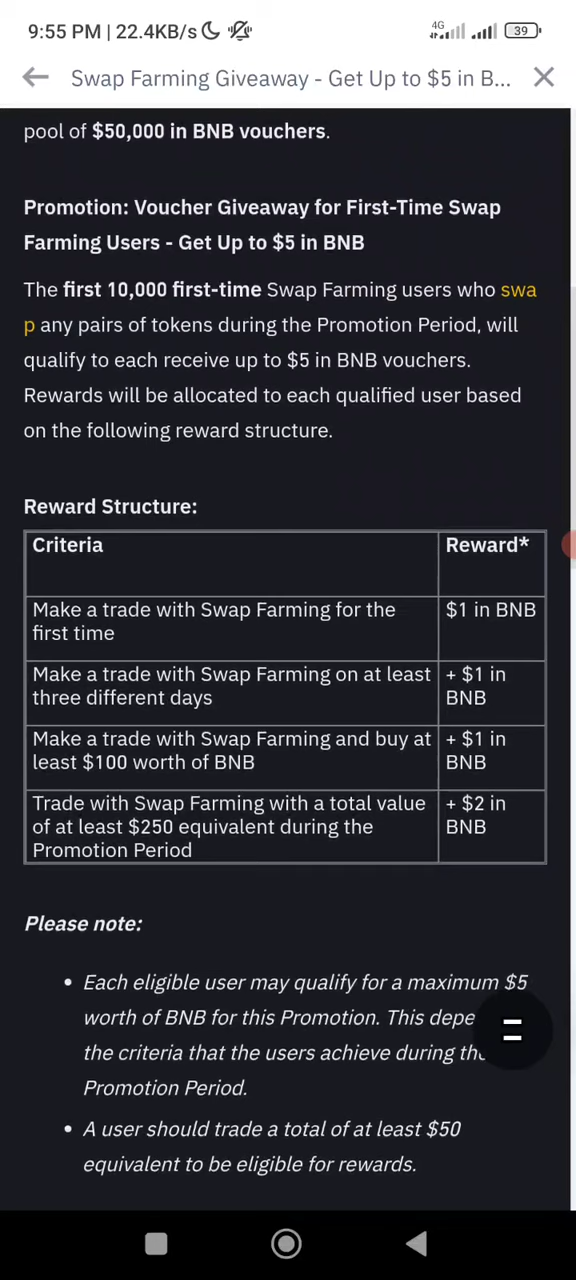 9:55 PM | 22.4KB/s
4G
39
Swap Farming Giveaway - Get Up to $5 in B...
pool of $50,000 in BNB vouchers.
Promotion: Voucher Giveaway for First-Time Swap
Farming Users - Get Up to $5 in BNB
The first 10,000 first-time Swap Farming users who swa
p any pairs of tokens during the Promotion Period, will
qualify to each receive up to $5 in BNB vouchers.
Rewards will be allocated to each qualified user based
on the following reward structure.
Reward Structure:
Criteria
Reward*
Make a trade with Swap Farming for the
first time
$1 in BNB
Make a trade with Swap Farming on at least
three different days
+ $1 in
BNB
Make a trade with Swap Farming and buy at
least $100 worth of BNB
+ $1 in
BNB
Trade with Swap Farming with a total value
of at least $250 equivalent during the
Promotion Period
+ $2 in
BNB
Please note:
• Each eligible user may qualify for a maximum $5
worth of BNB for this Promotion. This depe
the criteria that the users achieve during the
Promotion Period.
• A user should trade a total of at least $50
equivalent to be eligible for rewards.